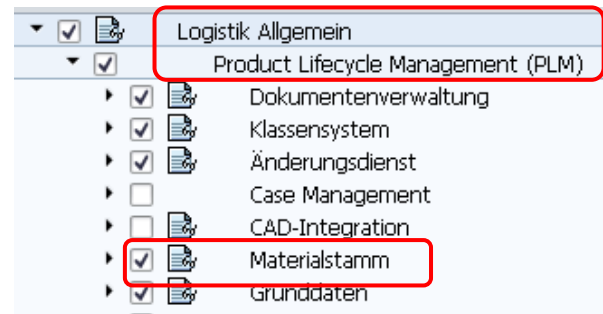 Logistik Allgemein
Product Lifecycle Management (PLM)
Dokumentenverwaltung
Klassensystem
Änderungsdienst
Case Management
CAD-Integration
Materialstamm
Grunddaten